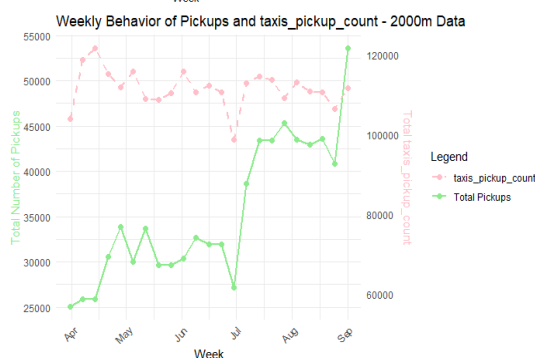 Week
Weekly Behavior of Pickups and taxis_pickup_count - 2000m Data
55000
50000
45000
40000
35000
30000
25000
Total Number of Pickups
120000
100000
80000
60000
Total taxis_pickup_count
Legend
taxis_pickup_count
Total Pickups
Apr
May
Jun
Jul
Aug
Sep
Week